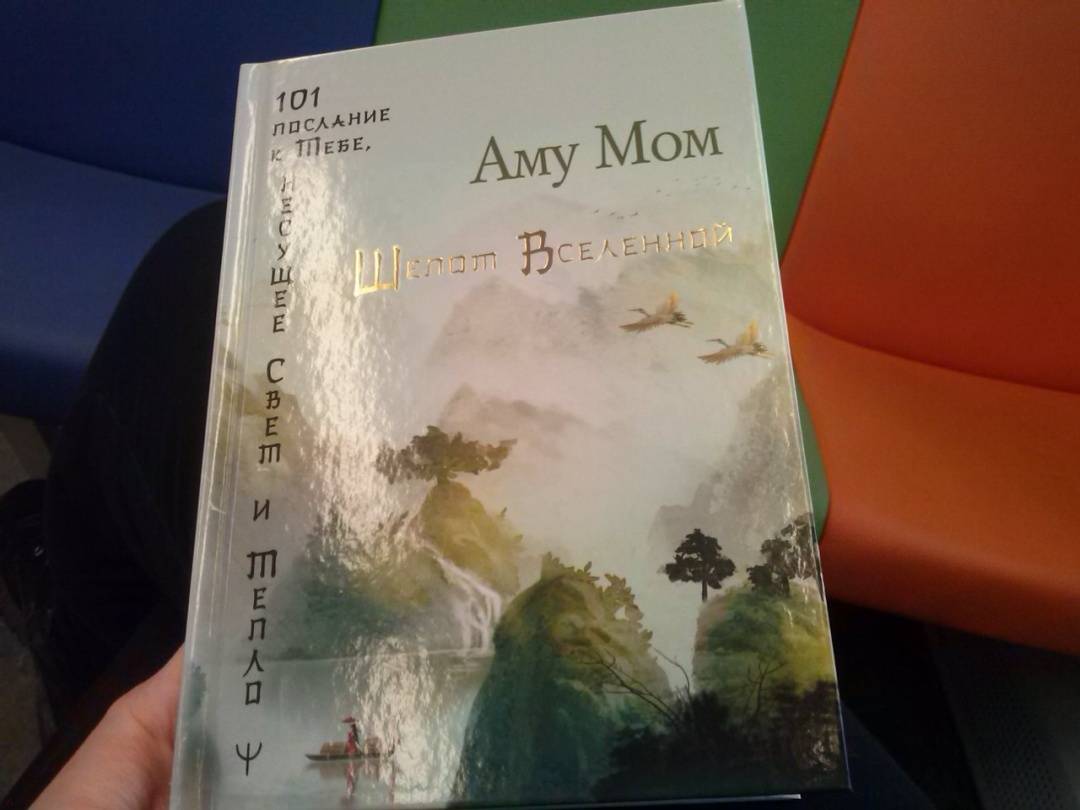 101
послание
к Тебе,
несущее Свет и Тепло
Аму Мом
Шепот Вселенной
Ψ